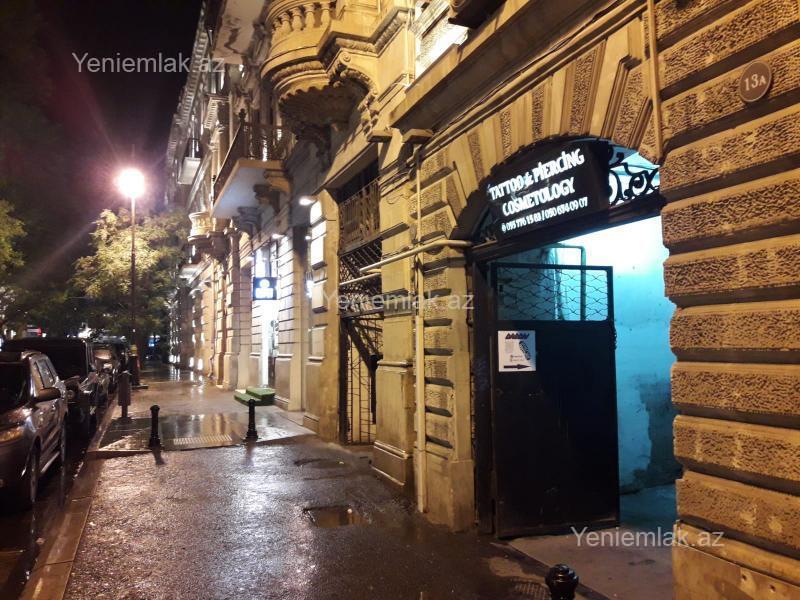 Yeniemlak.az
13A
TATTOO & PIERCING
COSMETOLOGY
Yeniemlak.az
Yeniemlak.az